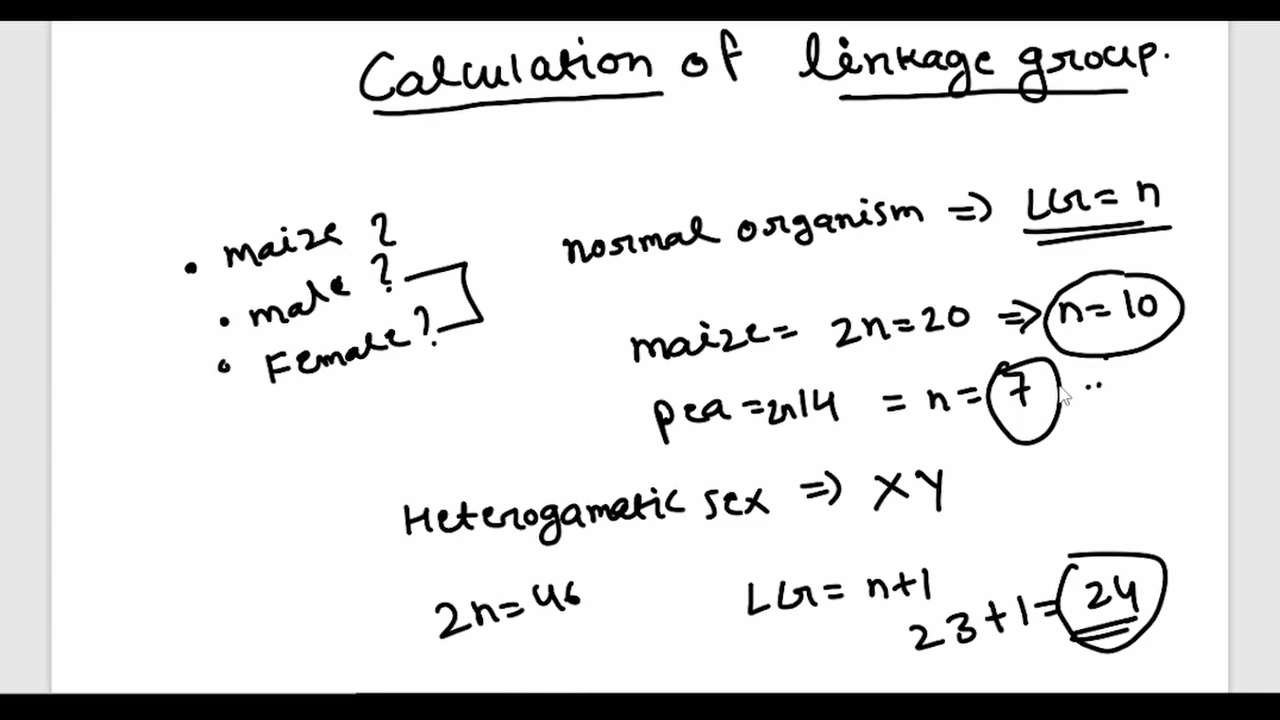 Calculation of linkage group.
• maize ?
• male ?
• Female ?
normal organism => LG = n
maize = 2n = 20 => n = 10
pea = 2n14 = n = 7 ..
Heterogamatic sex => XY
2n = 46
LG = n+1
23+1 = 24